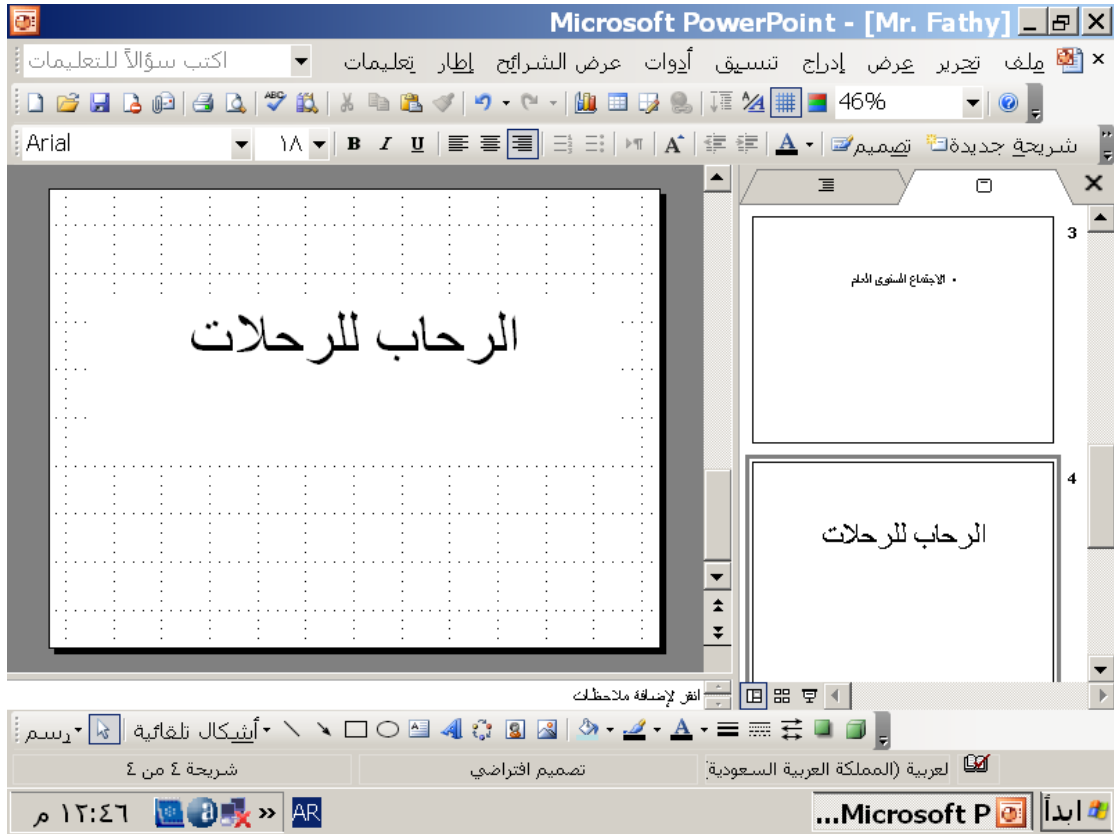 Microsoft PowerPoint - [Mr. Fathy]
ملف تحرير عرض إدراج تنسيق أدوات عرض الشرائح إطار تعليمات اكتب سؤالاً للتعليمات
46%
Arial ١٨ B I U A A تصميم شريحة جديدة
3
• الاجتماع السنوى العام
4
الرحاب للرحلات
الرحاب للرحلات
انقر لإضافة ملاحظات
رسم أشكال تلقائية A
شريحة ٤ من ٤ تصميم افتراضي لعربية (المملكة العربية السعودية
ابدأ Microsoft P... AR » ١٢:٤٦ م